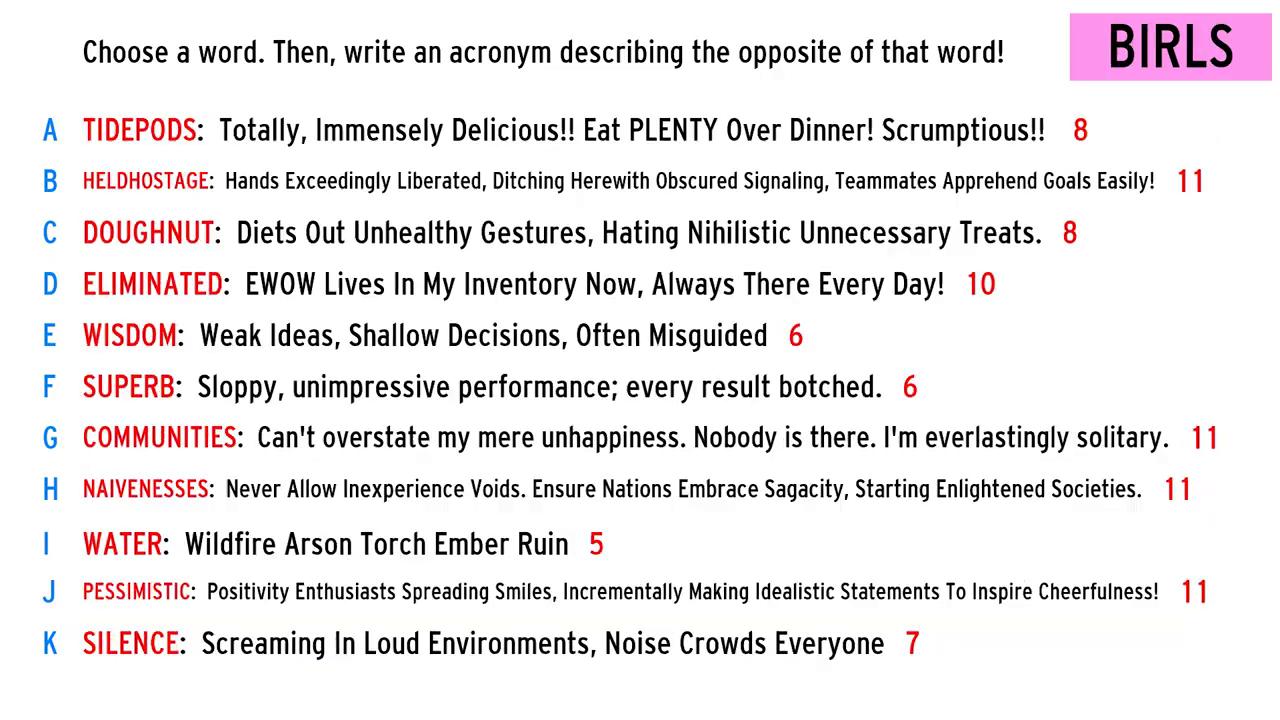 Choose a word. Then, write an acronym describing the opposite of that word!
BIRLS
A TIDEPODS: Totally, Immensely Delicious!! Eat PLENTY Over Dinner! Scrumptious!! 8
B HELDHOSTAGE: Hands Exceedingly Liberated, Ditching Herewith Obscured Signaling, Teammates Apprehend Goals Easily! 11
C DOUGHNUT: Diets Out Unhealthy Gestures, Hating Nihilistic Unnecessary Treats. 8
D ELIMINATED: EWOW Lives In My Inventory Now, Always There Every Day! 10
E WISDOM: Weak Ideas, Shallow Decisions, Often Misguided 6
F SUPERB: Sloppy, unimpressive performance; every result botched. 6
G COMMUNITIES: Can't overstate my mere unhappiness. Nobody is there. I'm everlastingly solitary. 11
H NAIVENESSES: Never Allow Inexperience Voids. Ensure Nations Embrace Sagacity, Starting Enlightened Societies. 11
I WATER: Wildfire Arson Torch Ember Ruin 5
J PESSIMISTIC: Positivity Enthusiasts Spreading Smiles, Incrementally Making Idealistic Statements To Inspire Cheerfulness! 11
K SILENCE: Screaming In Loud Environments, Noise Crowds Everyone 7